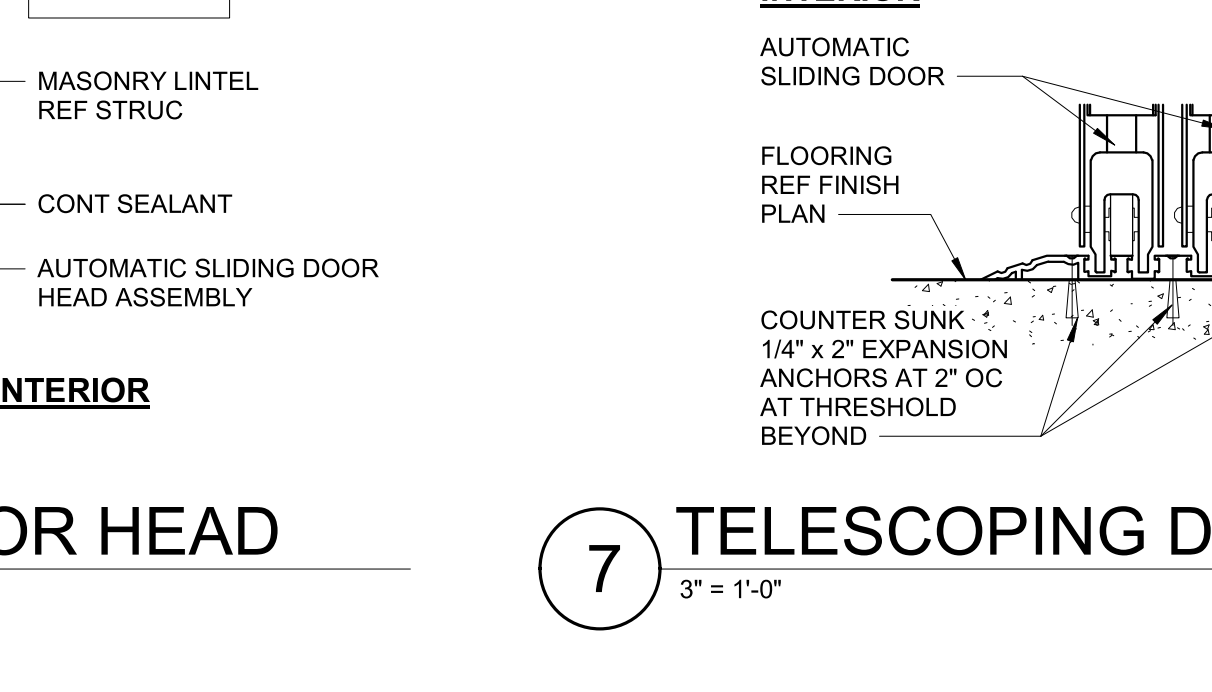 MASONRY LINTEL
REF STRUC
CONT SEALANT
AUTOMATIC SLIDING DOOR
HEAD ASSEMBLY
NTERIOR
OR HEAD
INTERIOR
AUTOMATIC
SLIDING DOOR
FLOORING
REF FINISH
PLAN
COUNTER SUNK
1/4" x 2" EXPANSION
ANCHORS AT 2" OC
AT THRESHOLD
BEYOND
7
TELESCOPING D
3" = 1'-0"